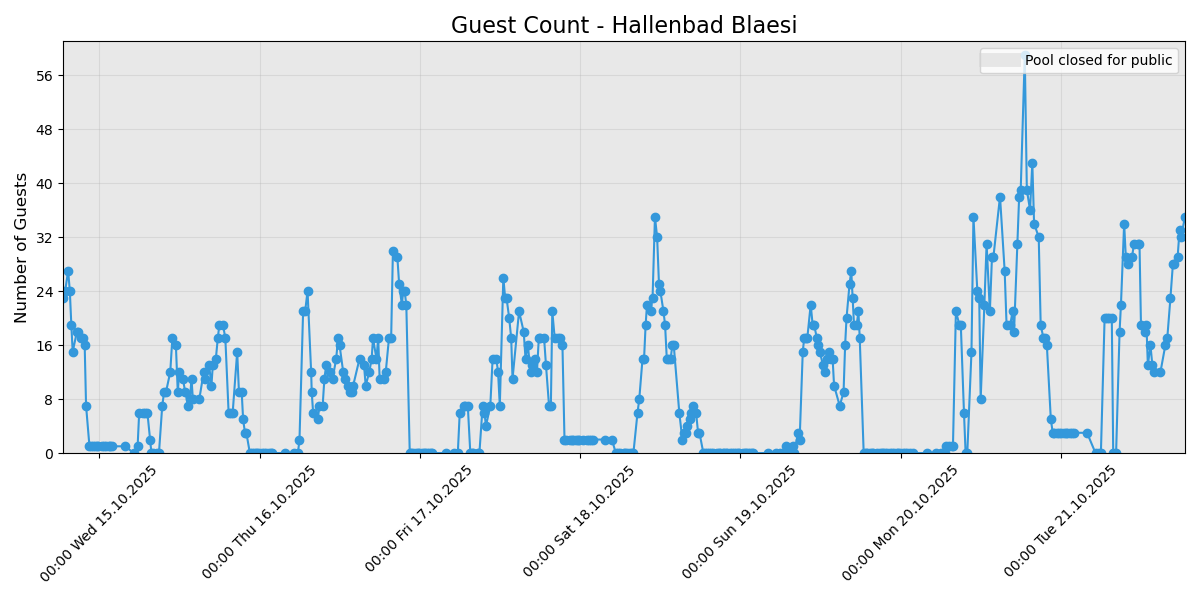 Guest Count - Hallenbad Blaesi
Pool closed for public
Number of Guests
56
48
40
32
24
16
8
0
00:00 Wed 15.10.2025
00:00 Thu 16.10.2025
00:00 Fri 17.10.2025
00:00 Sat 18.10.2025
00:00 Sun 19.10.2025
00:00 Mon 20.10.2025
00:00 Tue 21.10.2025